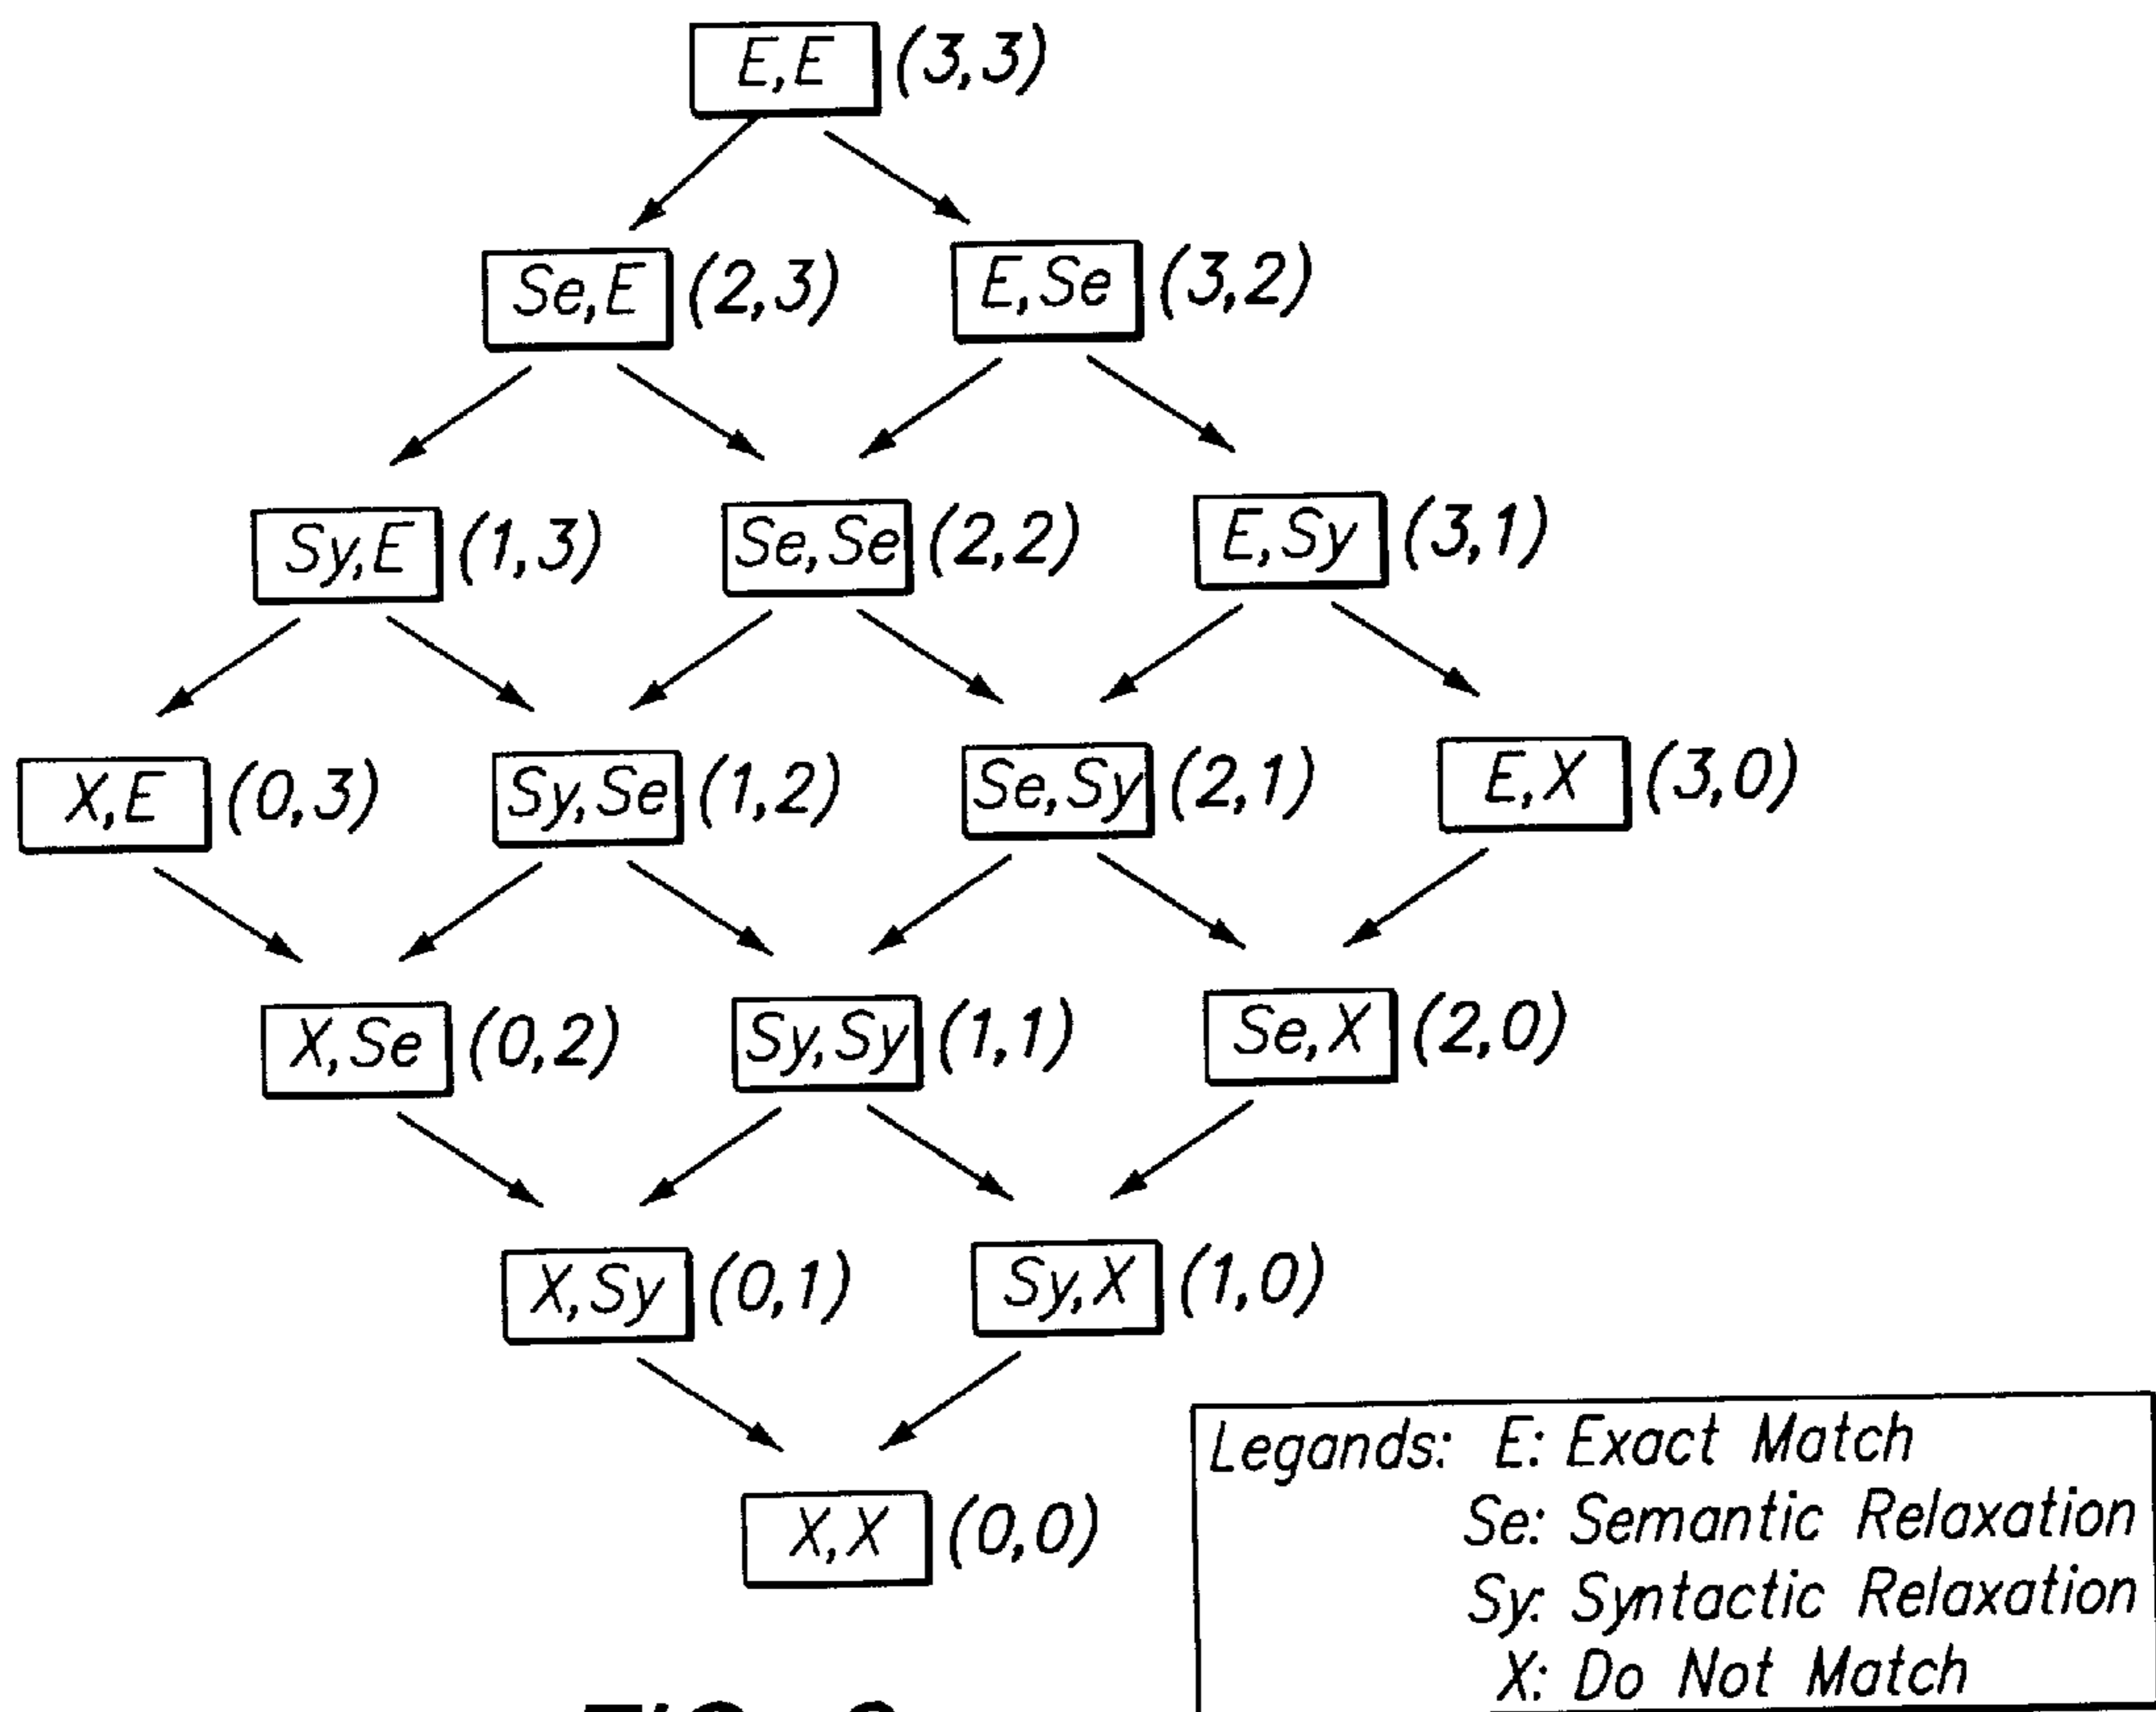 E,E (3,3)
Se,E (2,3) E,Se (3,2)
Sy,E (1,3) Se,Se (2,2) E,Sy (3,1)
X,E (0,3) Sy,Se (1,2) Se,Sy (2,1) E,X (3,0)
X,Se (0,2) Sy,Sy (1,1) Se,X (2,0)
X,Sy (0,1) Sy,X (1,0)
X,X (0,0)
Legands: E: Exact Match
Se: Semantic Relaxation
Sy: Syntactic Relaxation
X: Do Not Match